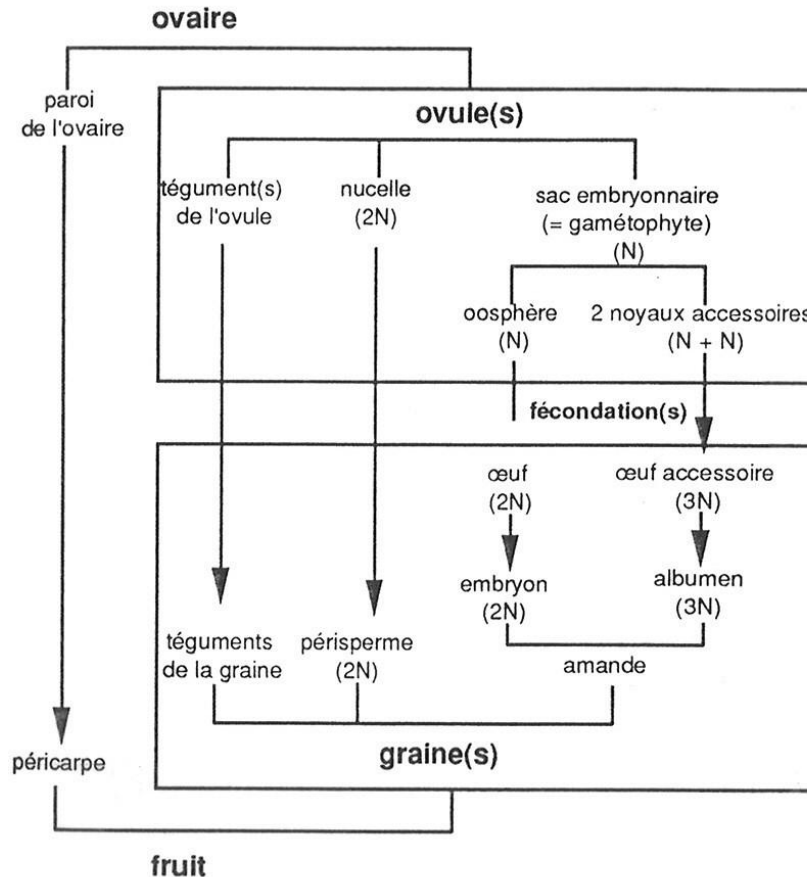 ovaire
paroi
de l'ovaire
ovule(s)
tégument(s)
de l'ovule
nucelle
(2N)
sac embryonnaire
(= gamétophyte)
(N)
oosphère
(N)
2 noyaux accessoires
(N + N)
fécondation(s)
œuf
(2N)
œuf accessoire
(3N)
embryon
(2N)
albumen
(3N)
téguments
de la graine
périsperme
(2N)
amande
graine(s)
péricarpe
fruit